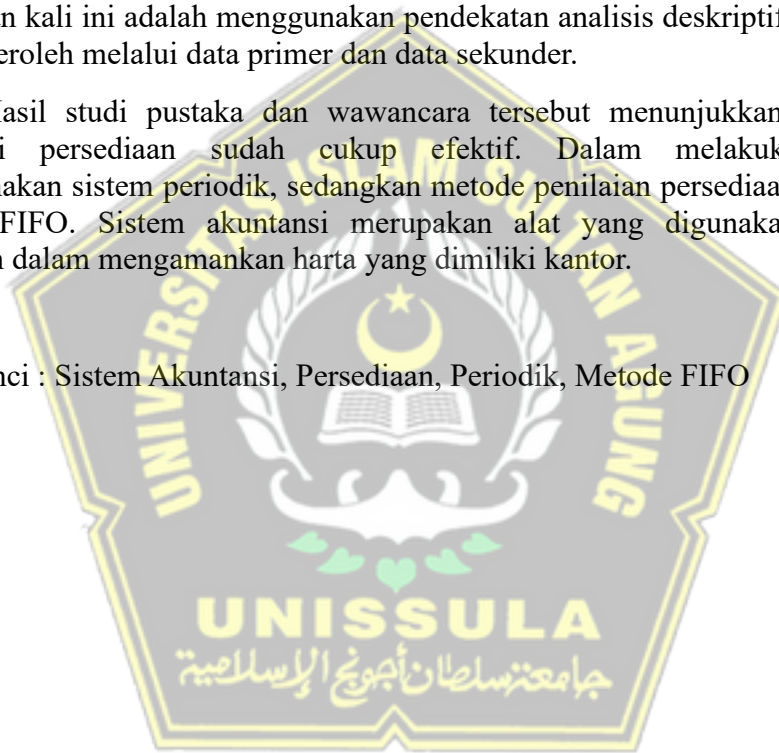 n kali ini adalah menggunakan pendekatan analisis deskriptif
eroleh melalui data primer dan data sekunder.
Hasil studi pustaka dan wawancara tersebut menunjukkan
i persediaan sudah cukup efektif. Dalam melakuk
nakan sistem periodik, sedangkan metode penilaian persediaa
FIFO. Sistem akuntansi merupakan alat yang digunaka
n dalam mengamankan harta yang dimiliki kantor.
nci : Sistem Akuntansi, Persediaan, Periodik, Metode FIFO
UNIVERSITAS ISLAM SULTAN AGUNG
UNISSULA
جامعة سلطان أجونج الإسلامية